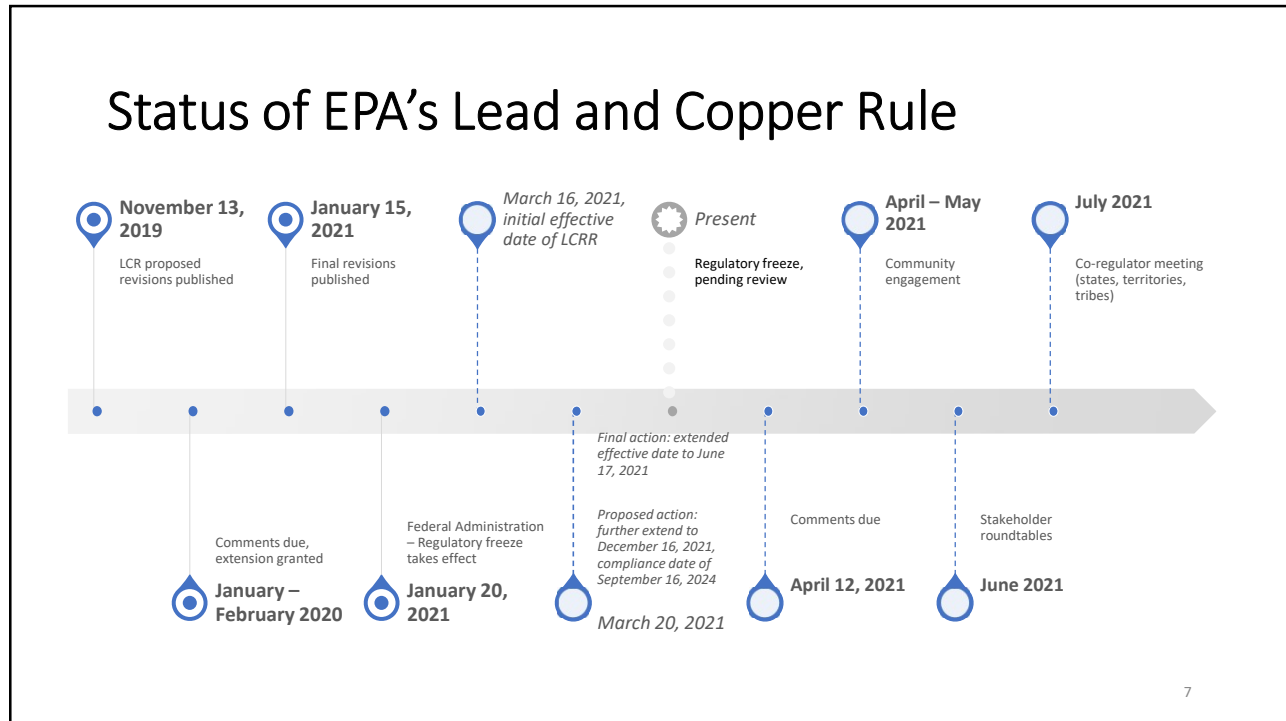 Status of EPA’s Lead and Copper Rule
November 13,
2019
LCR proposed
revisions published
January 15,
2021
Final revisions
published
March 16, 2021,
initial effective
date of LCRR
Present
Regulatory freeze,
pending review
April – May
2021
Community
engagement
July 2021
Co-regulator meeting
(states, territories,
tribes)
Comments due,
extension granted
January –
February 2020
Federal Administration
– Regulatory freeze
takes effect
January 20,
2021
Final action: extended
effective date to June
17, 2021
Proposed action:
further extend to
December 16, 2021,
compliance date of
September 16, 2024
March 20, 2021
Comments due
April 12, 2021
Stakeholder
roundtables
June 2021
7